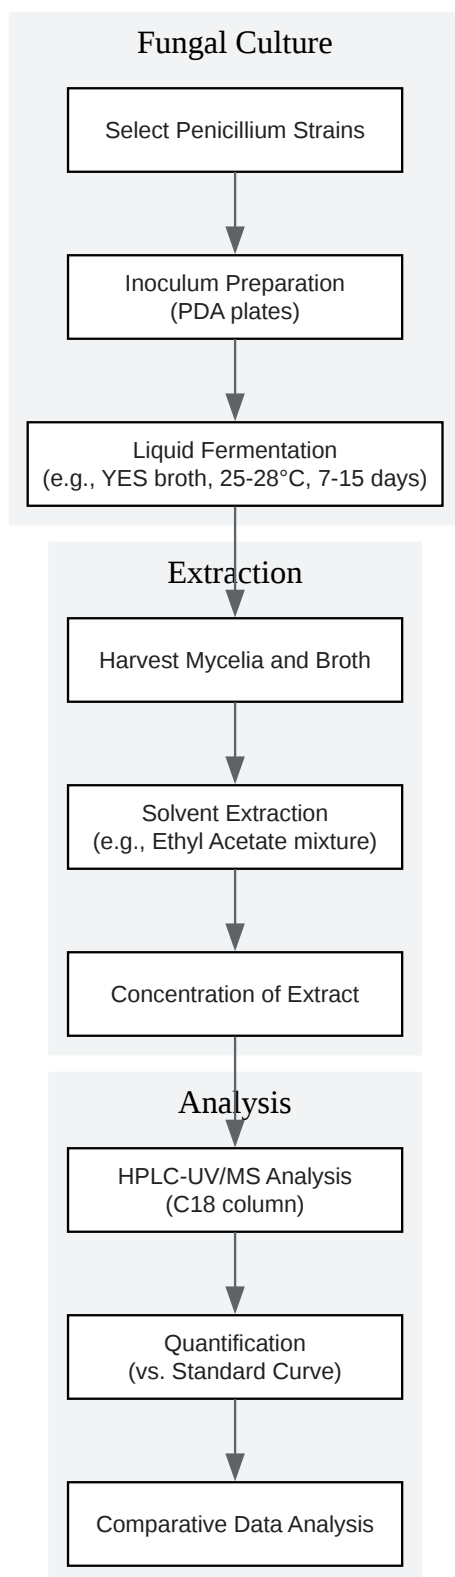 Fungal Culture
Select Penicillium Strains
Inoculum Preparation
(PDA plates)
Liquid Fermentation
(e.g., YES broth, 25-28°C, 7-15 days)
Extraction
Harvest Mycelia and Broth
Solvent Extraction
(e.g., Ethyl Acetate mixture)
Concentration of Extract
Analysis
HPLC-UV/MS Analysis
(C18 column)
Quantification
(vs. Standard Curve)
Comparative Data Analysis